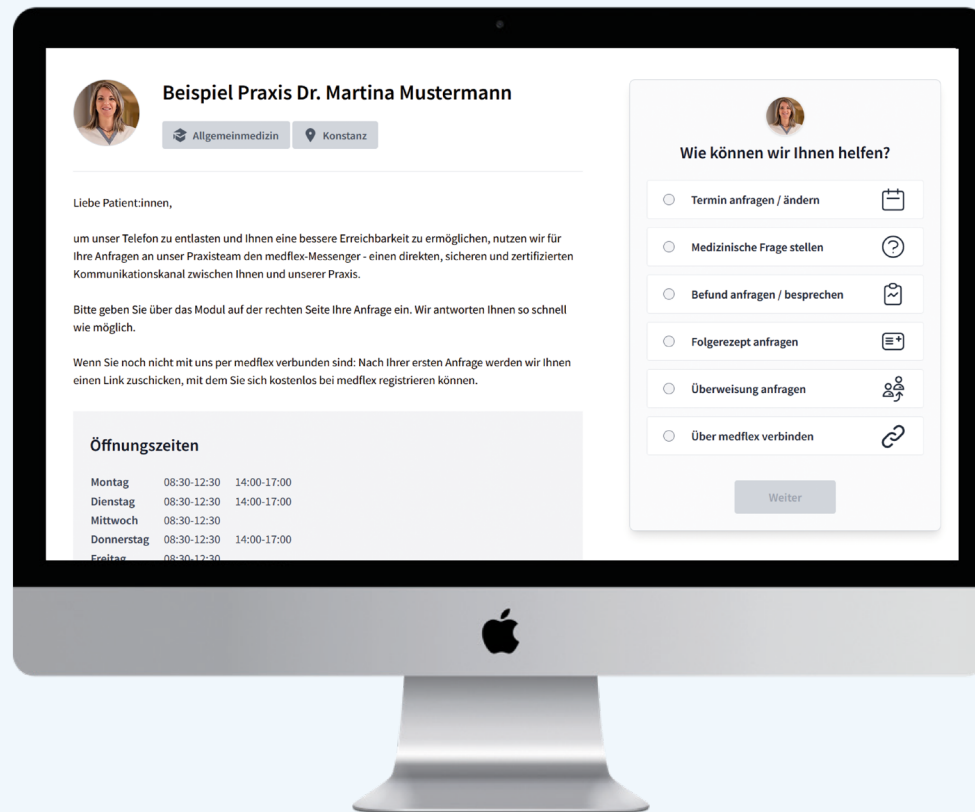 Beispiel Praxis Dr. Martina Mustermann
Allgemeinmedizin
Konstanz
Liebe Patient:innen,
um unser Telefon zu entlasten und Ihnen eine bessere Erreichbarkeit zu ermöglichen, nutzen wir für
Ihre Anfragen an unser Praxisteam den medflex-Messenger - einen direkten, sicheren und zertifizierten
Kommunikationskanal zwischen Ihnen und unserer Praxis.
Bitte geben Sie über das Modul auf der rechten Seite Ihre Anfrage ein. Wir antworten Ihnen so schnell
wie möglich.
Wenn Sie noch nicht mit uns per medflex verbunden sind: Nach Ihrer ersten Anfrage werden wir Ihnen
einen Link zuschicken, mit dem Sie sich kostenlos bei medflex registrieren können.
Öffnungszeiten
Montag 08:30-12:30 14:00-17:00
Dienstag 08:30-12:30 14:00-17:00
Mittwoch 08:30-12:30
Donnerstag 08:30-12:30 14:00-17:00
Freitag 08:30-12:30
Wie können wir Ihnen helfen?
Termin anfragen / ändern
Medizinische Frage stellen
Befund anfragen / besprechen
Folgerezept anfragen
Überweisung anfragen
Über medflex verbinden
Weiter